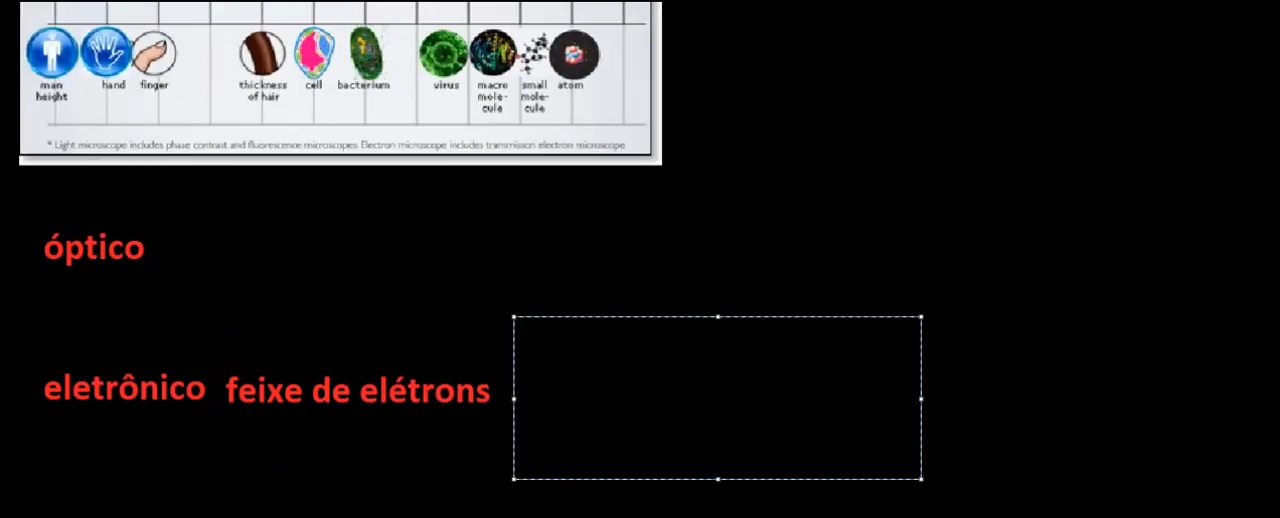 man height
hand
finger
thickness of hair
cell
bacterium
virus
macro mole- cule
small mole- cule
atom
* Light microscope includes phase contrast and fluorescence microscopes. Electron microscope includes transmisson electron microscope
óptico
eletrônico feixe de elétrons